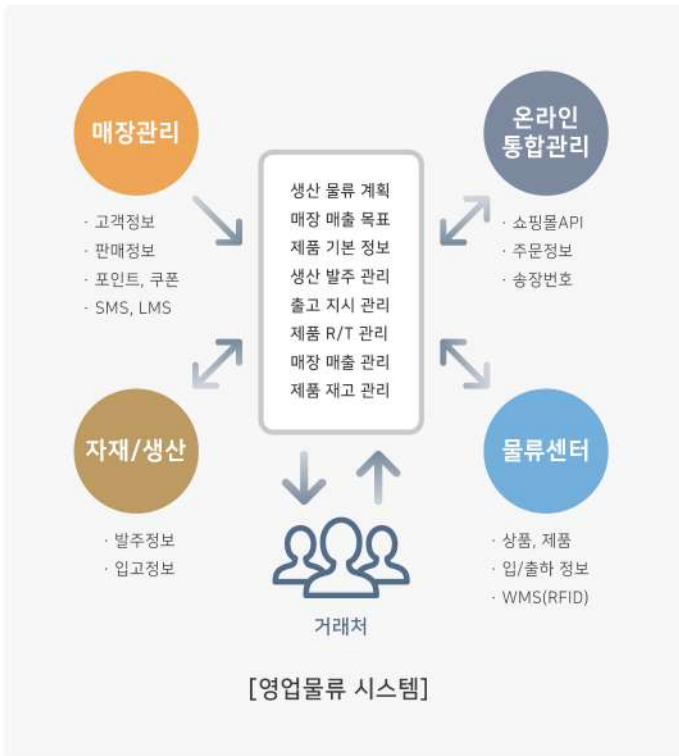 매장관리
· 고객정보
· 판매정보
· 포인트, 쿠폰
· SMS, LMS
온라인
통합관리
· 쇼핑몰API
· 주문정보
· 송장번호
생산 물류 계획
매장 매출 목표
제품 기본 정보
생산 발주 관리
출고 지시 관리
제품 R/T 관리
매장 매출 관리
제품 재고 관리
자재/생산
· 발주정보
· 입고정보
물류센터
· 상품, 제품
· 입/출하 정보
· WMS(RFID)
거래처
[영업물류 시스템]